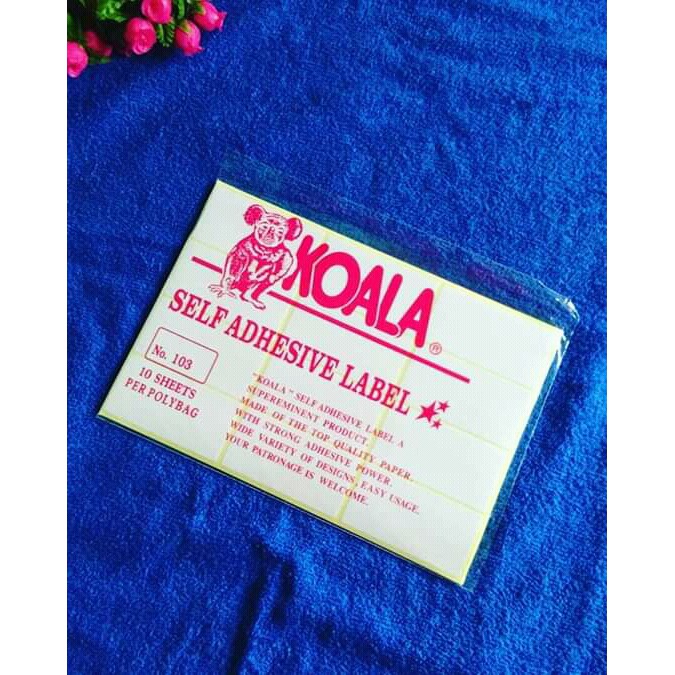 KOALA®
SELF ADHESIVE LABEL
No. 103
10 SHEETS
PER POLYBAG
"KOALA" SELF ADHESIVE LABEL A
SUPEREMINENT PRODUCT.
MADE OF THE TOP QUALITY PAPER.
WITH STRONG ADHESIVE POWER.
WIDE VARIETY OF DESIGNS, EASY USAGE.
YOUR PATRONAGE IS WELCOME.